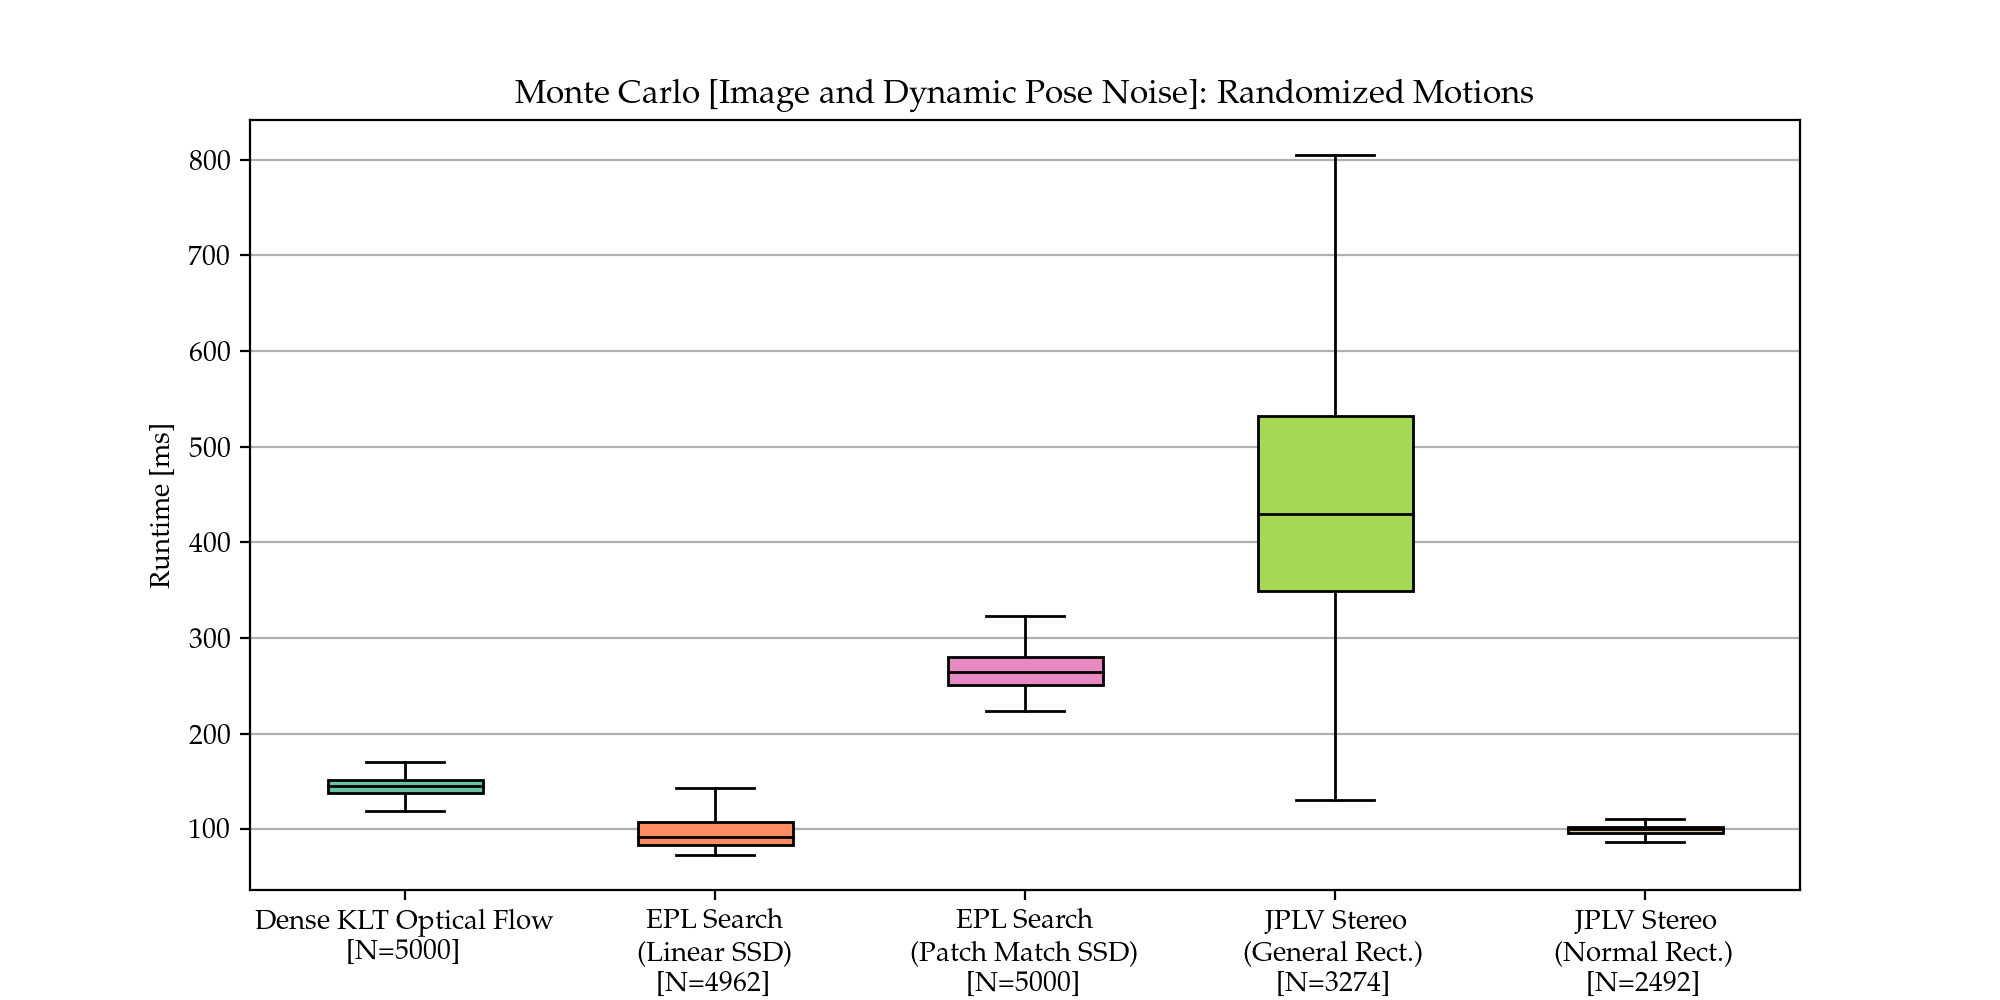 Monte Carlo [Image and Dynamic Pose Noise]: Randomized Motions
Runtime [ms]
800
700
600
500
400
300
200
100
Dense KLT Optical Flow
[N=5000]
EPL Search
(Linear SSD)
[N=4962]
EPL Search
(Patch Match SSD)
[N=5000]
JPLV Stereo
(General Rect.)
[N=3274]
JPLV Stereo
(Normal Rect.)
[N=2492]